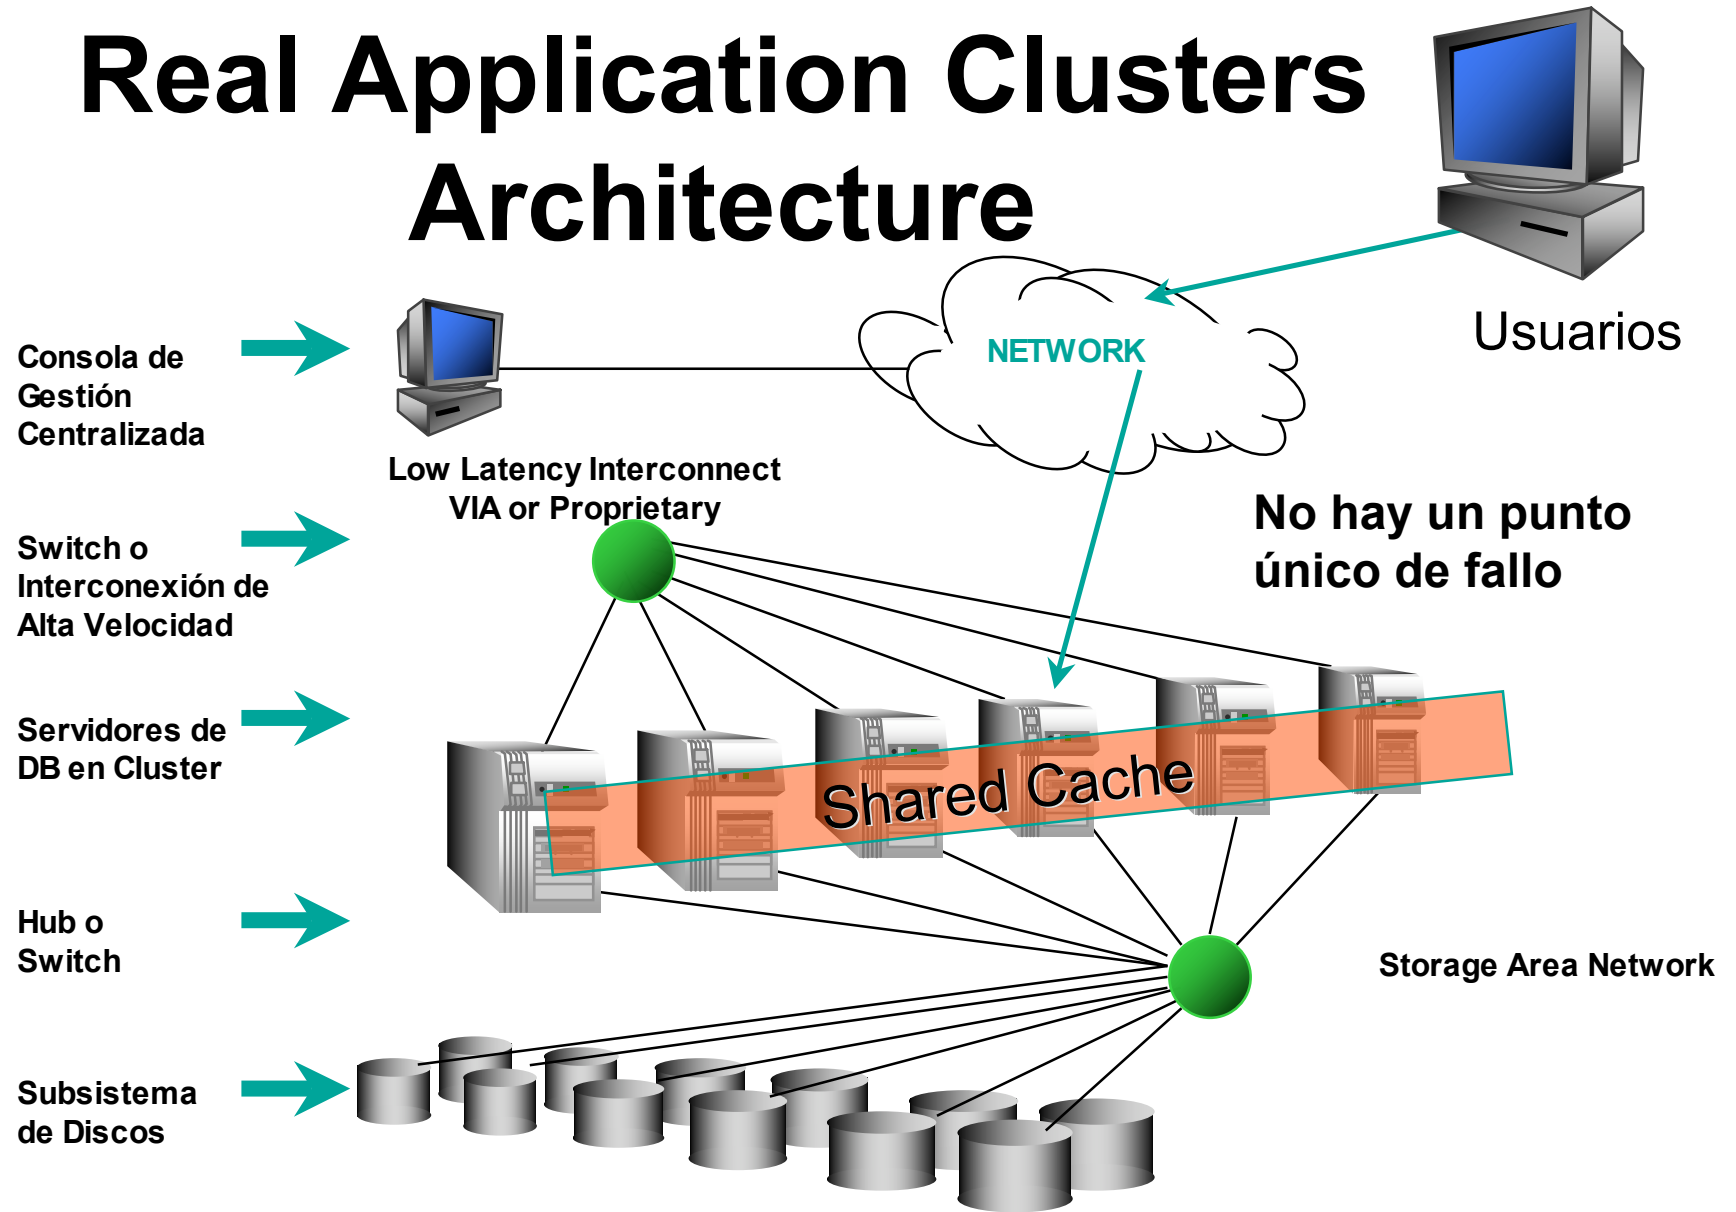 Real Application Clusters
Architecture
Usuarios
NETWORK
Consola de
Gestión
Centralizada
Low Latency Interconnect
VIA or Proprietary
No hay un punto
único de fallo
Switch o
Interconexión de
Alta Velocidad
Servidores de
DB en Cluster
Shared Cache
Hub o
Switch
Storage Area Network
Subsistema
de Discos